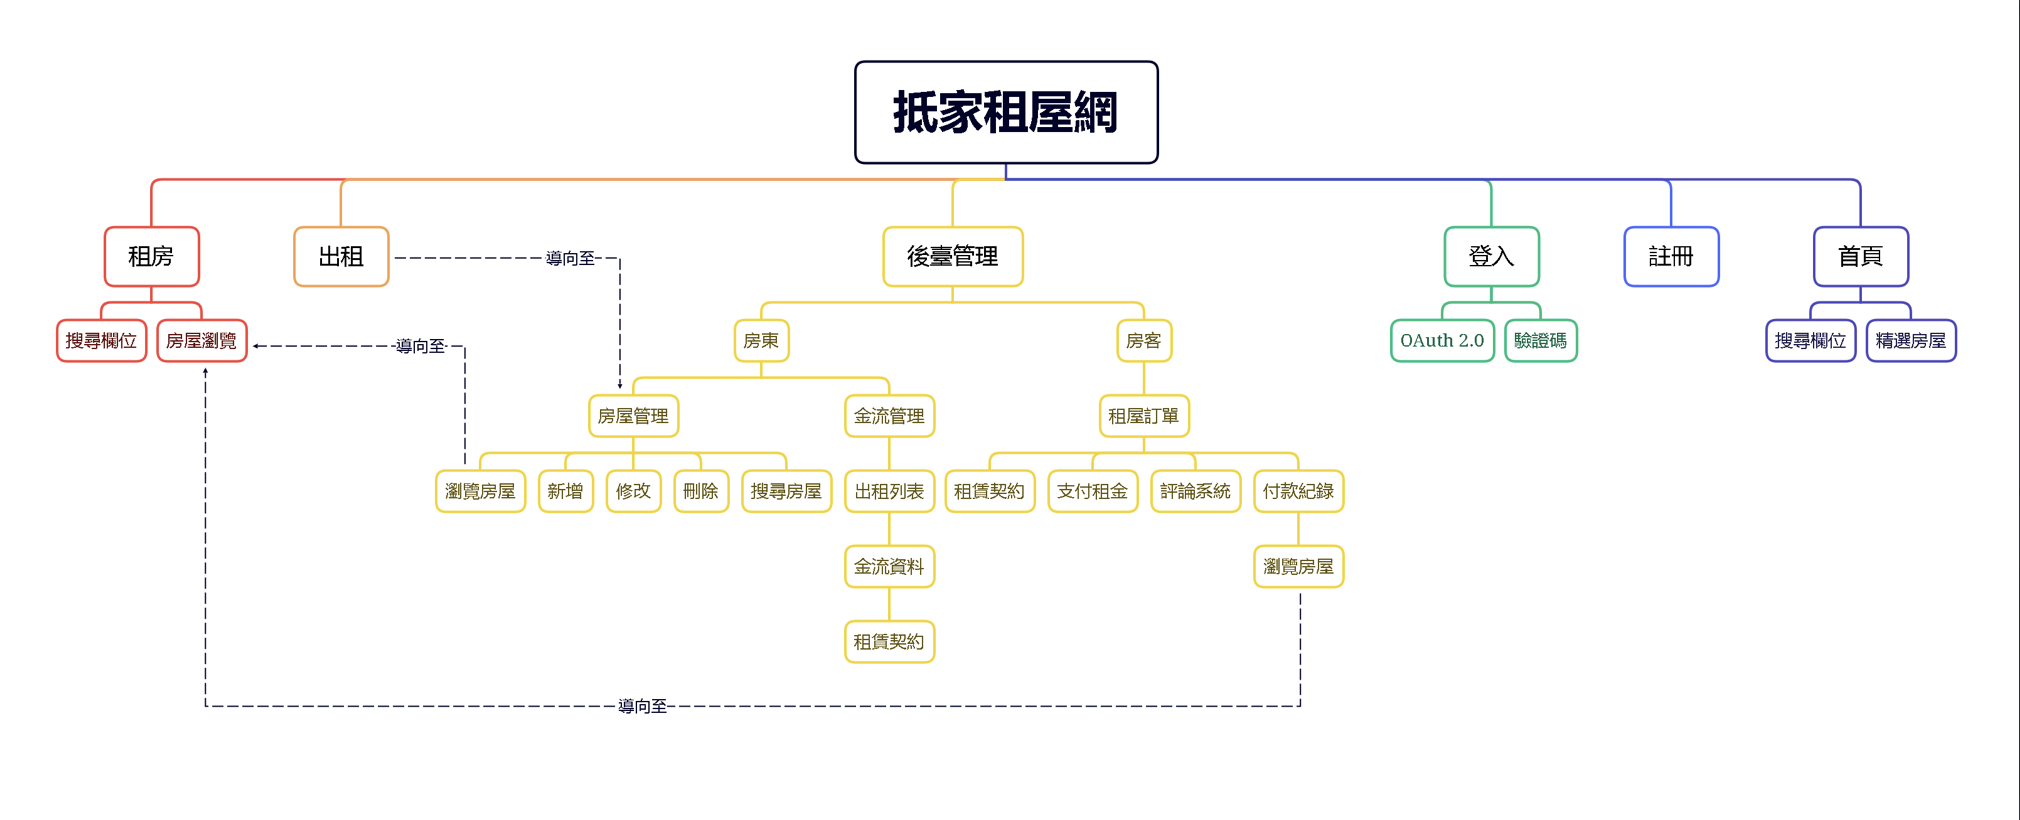 抵家租屋網
租房
出租
導向至
後臺管理
登入
註冊
首頁
搜尋欄位
房屋瀏覽
導向至
房東
房客
OAuth 2.0
驗證碼
搜尋欄位
精選房屋
房屋管理
金流管理
租屋訂單
瀏覽房屋
新增
修改
刪除
搜尋房屋
出租列表
租賃契約
支付租金
評論系統
付款紀錄
金流資料
瀏覽房屋
租賃契約
導向至